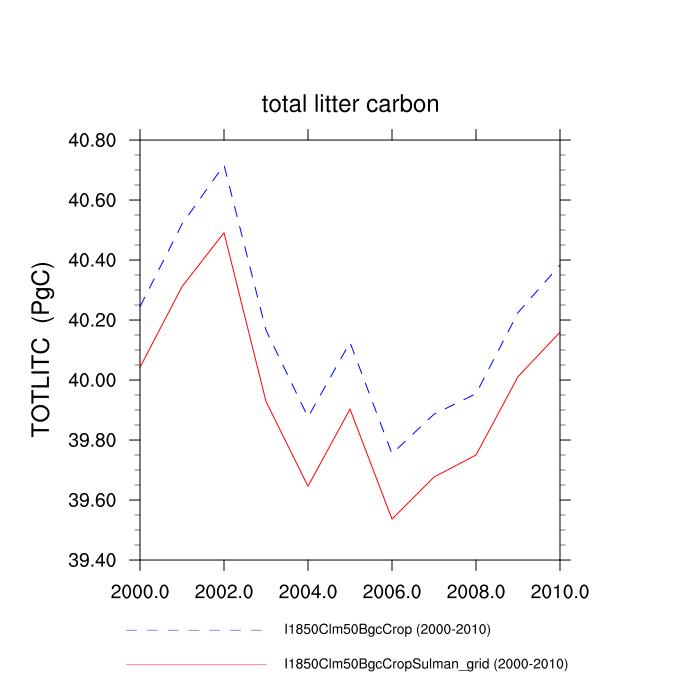 total litter carbon
TOTLITC (PgC)
40.80
40.60
40.40
40.20
40.00
39.80
39.60
39.40
2000.0 2002.0 2004.0 2006.0 2008.0 2010.0
I1850Clm50BgcCrop (2000-2010)
I1850Clm50BgcCropSulman_grid (2000-2010)